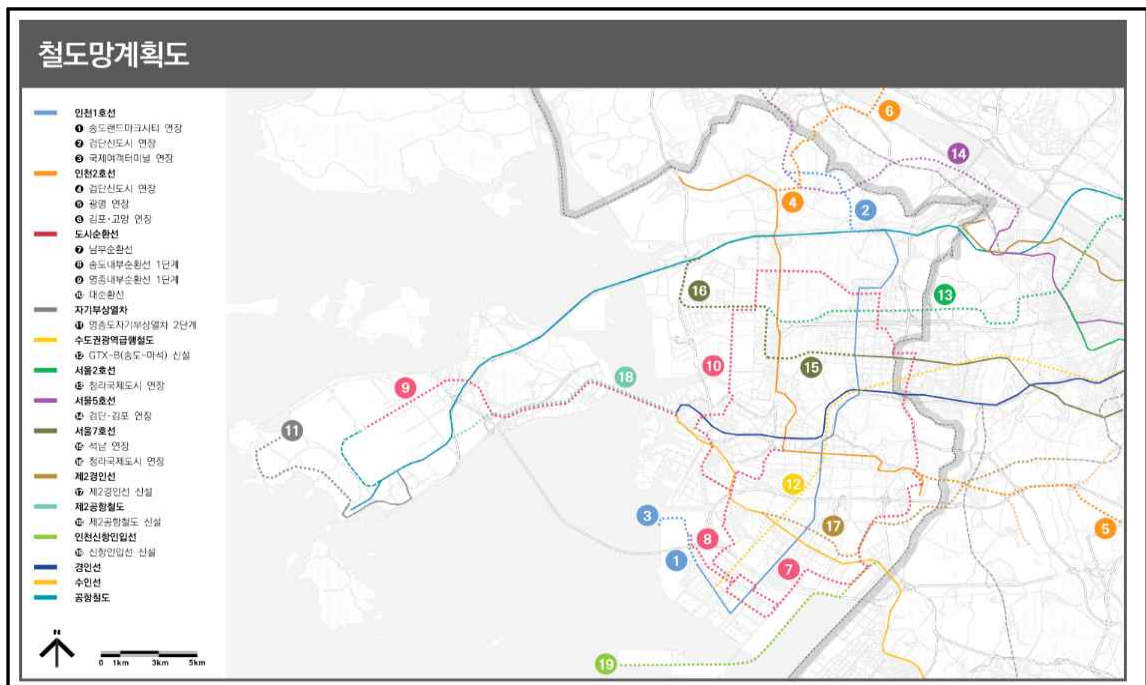 철도망계획도
인천1호선
❶ 송도랜드마크시티 연장
❷ 검단신도시 연장
❸ 국제여객터미널 연장
인천2호선
❹ 검단신도시 연장
❺ 광명 연장
❻ 김포·고양 연장
도시순환선
❼ 남부순환선
❽ 송도내부순환선 1단계
❾ 영종내부순환선 1단계
❿ 대순환선
자기부상열차
⓫ 영종도자기부상열차 2단계
수도권광역급행철도
⓬ GTX-B(송도-마석) 신설
서울2호선
⓭ 청라국제도시 연장
서울5호선
⓮ 검단·김포 연장
서울7호선
⓯ 석남 연장
⓰ 청라국제도시 연장
제2경인선
⓱ 제2경인선 신설
제2공항철도
⓲ 제2공항철도 신설
인천신항인입선
⓳ 신항인입선 신설
경인선
수인선
공항철도
N
0 1km 3km 5km
6
14
4
2
16
13
10
15
9
18
11
12
3
17
5
8
1
7
19